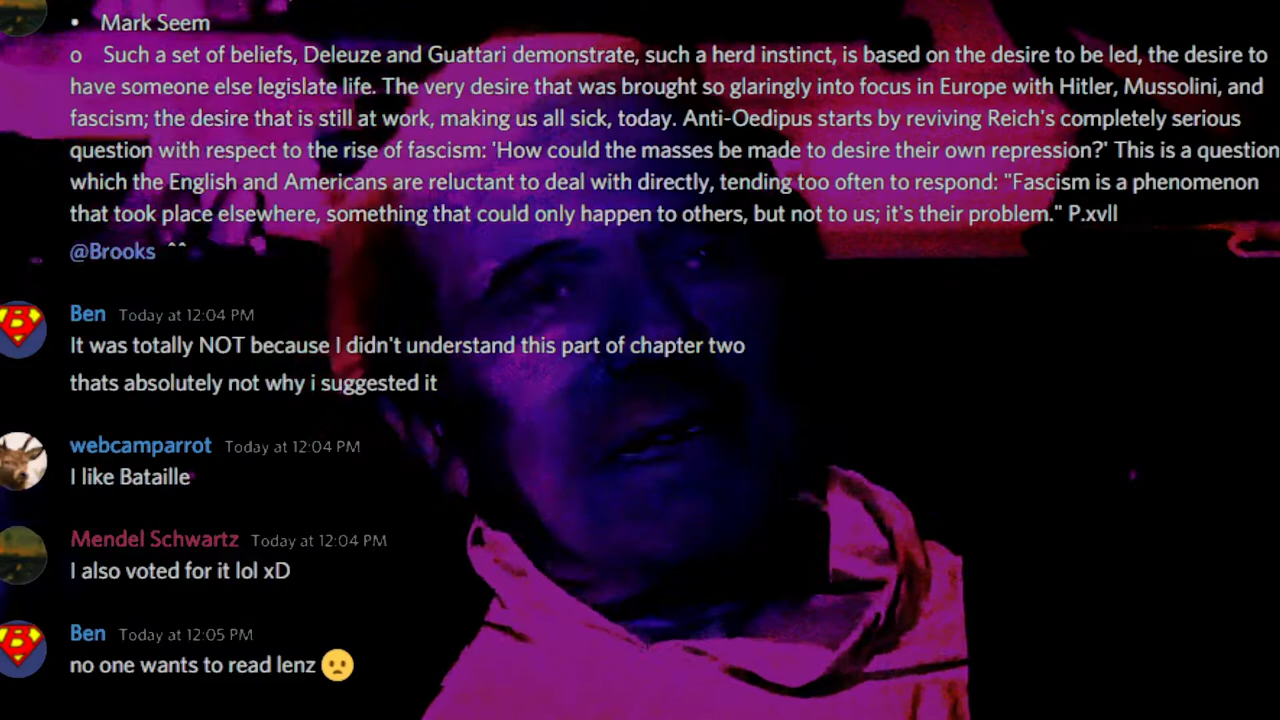 • Mark Seem
o Such a set of beliefs, Deleuze and Guattari demonstrate, such a herd instinct, is based on the desire to be led, the desire to
have someone else legislate life. The very desire that was brought so glaringly into focus in Europe with Hitler, Mussolini, and
fascism; the desire that is still at work, making us all sick, today. Anti-Oedipus starts by reviving Reich's completely serious
question with respect to the rise of fascism: 'How could the masses be made to desire their own repression?' This is a question
which the English and Americans are reluctant to deal with directly, tending too often to respond: "Fascism is a phenomenon
that took place elsewhere, something that could only happen to others, but not to us; it's their problem." P.xvll
@Brooks ^^
Ben Today at 12:04 PM
It was totally NOT because I didn't understand this part of chapter two
thats absolutely not why i suggested it
webcamparrot Today at 12:04 PM
I like Bataille
Mendel Schwartz Today at 12:04 PM
I also voted for it lol xD
Ben Today at 12:05 PM
no one wants to read lenz 😦